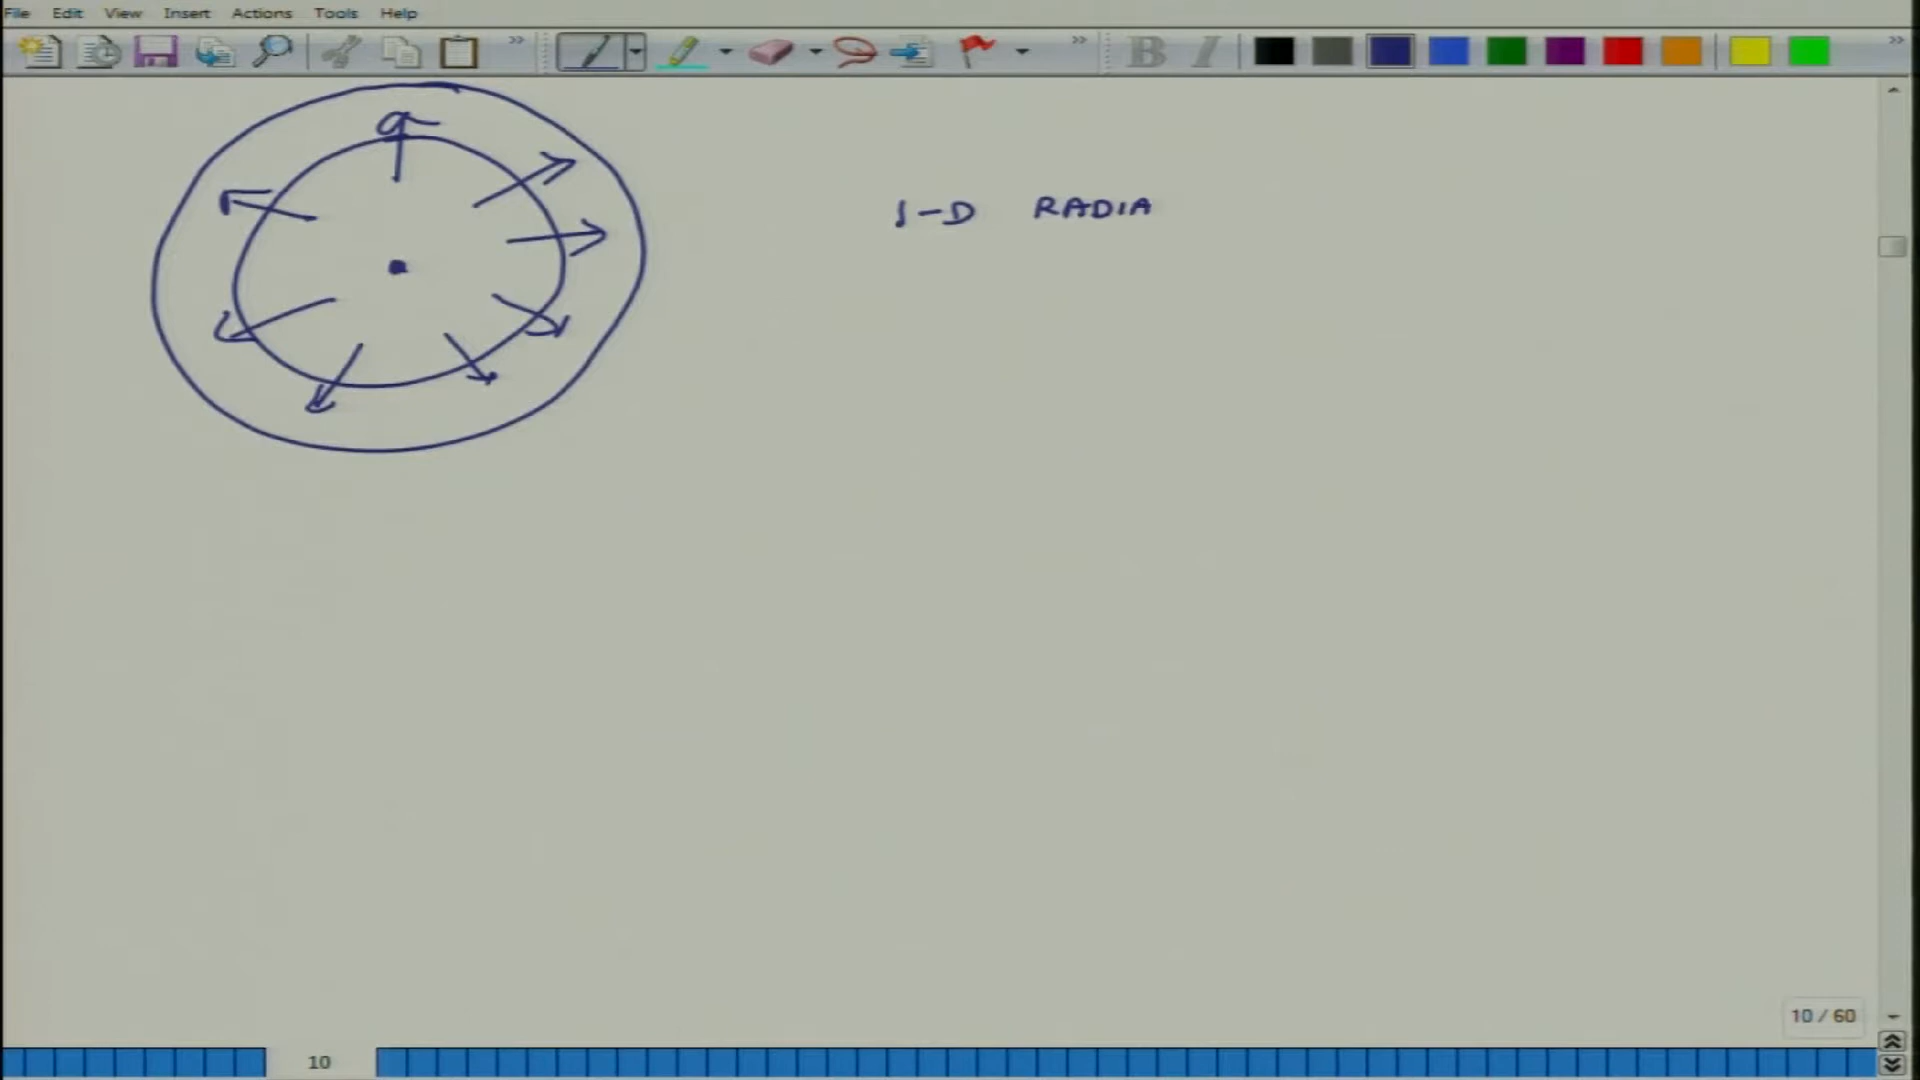 File Edit View Insert Actions Tools Help
B I
1-D RADIA
10 / 60
10